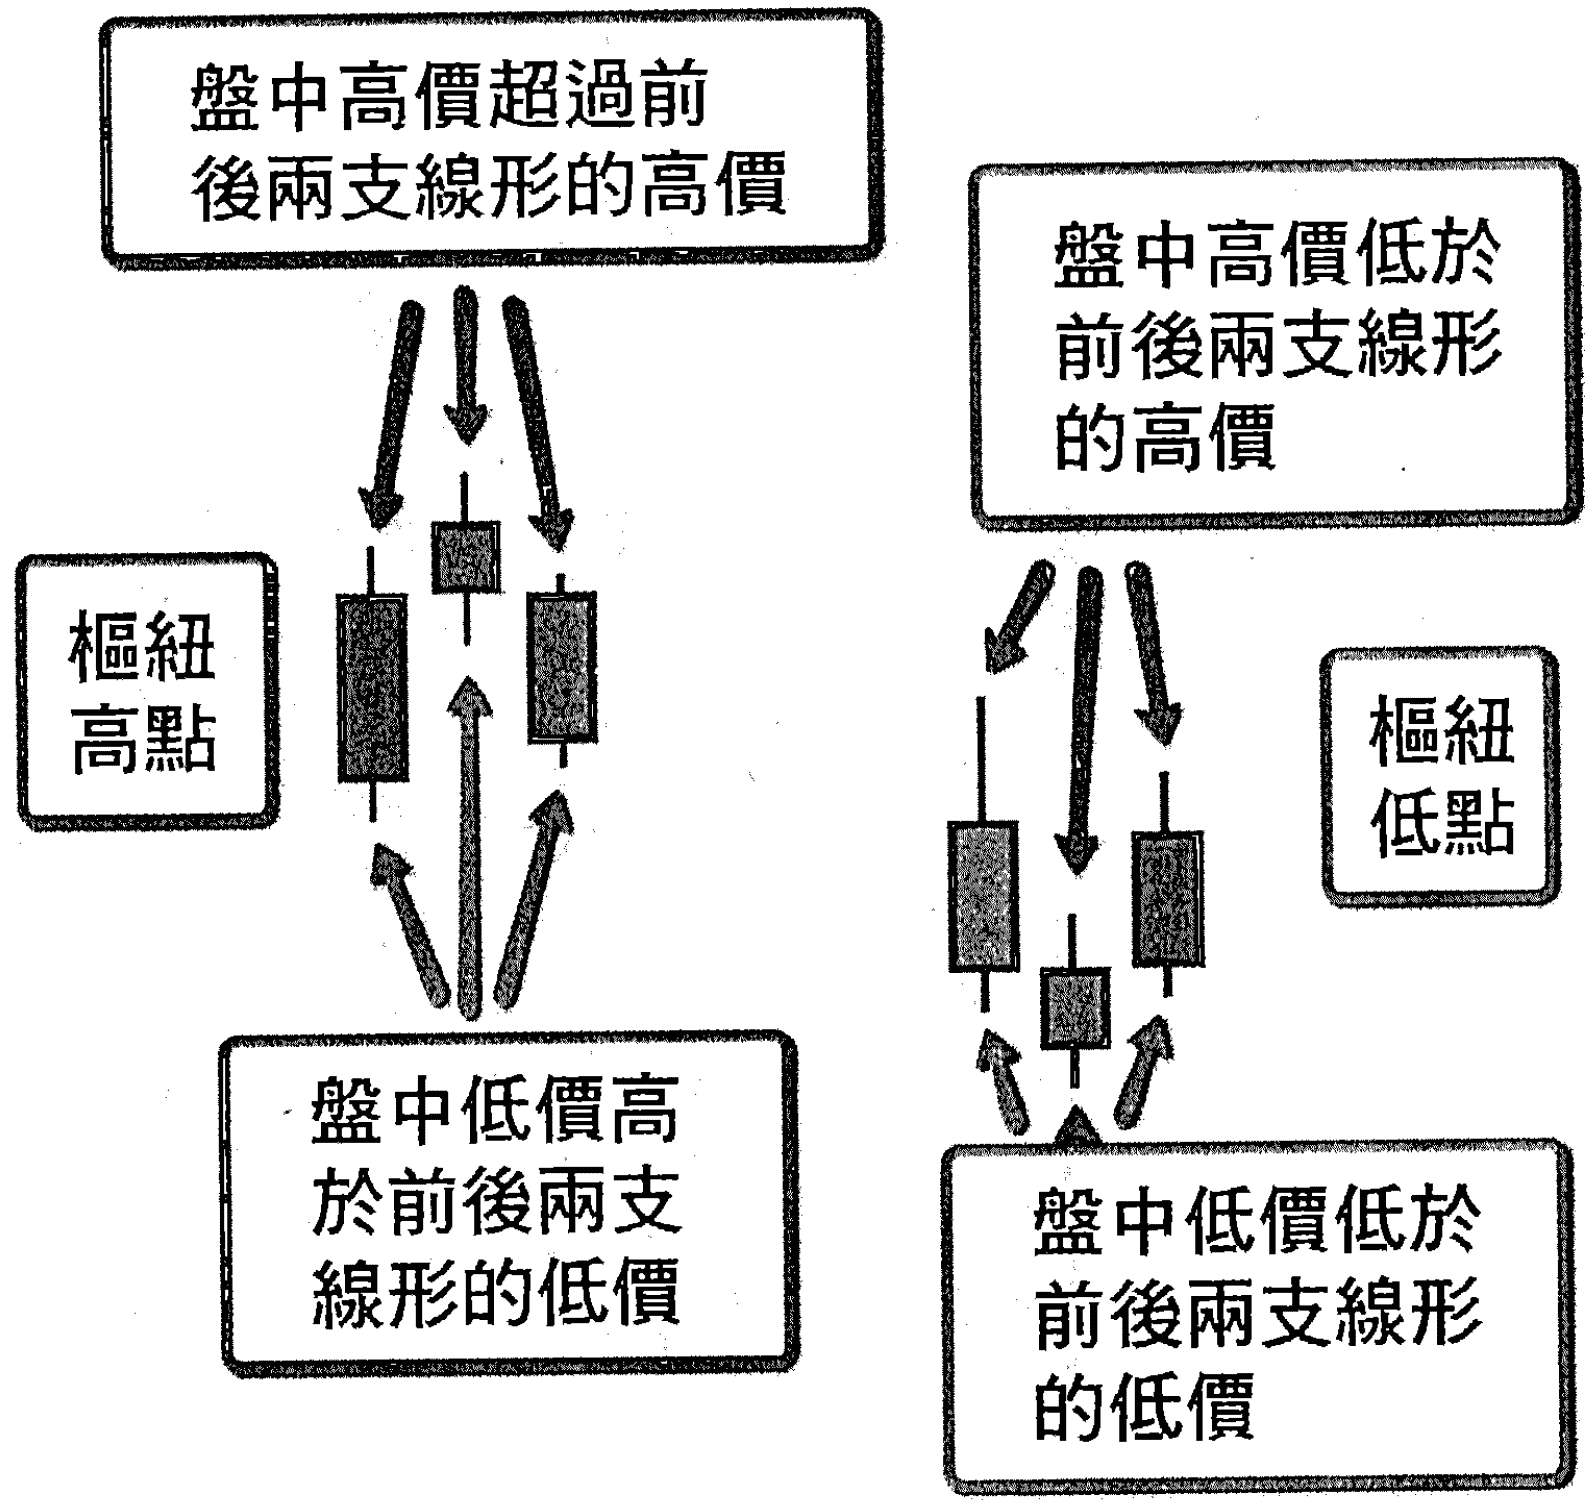 盤中高價超過前
後兩支線形的高價
樞紐
高點
盤中低價高
於前後兩支
線形的低價
盤中高價低於
前後兩支線形
的高價
樞紐
低點
盤中低價低於
前後兩支線形
的低價